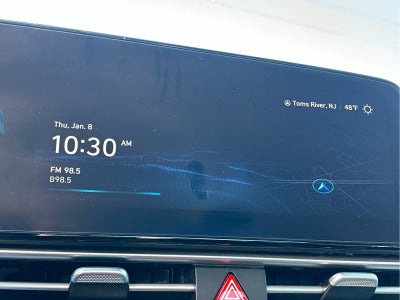 Toms River, NJ 48°F
Thu, Jan. 8
10:30 AM
FM 98.5
B98.5